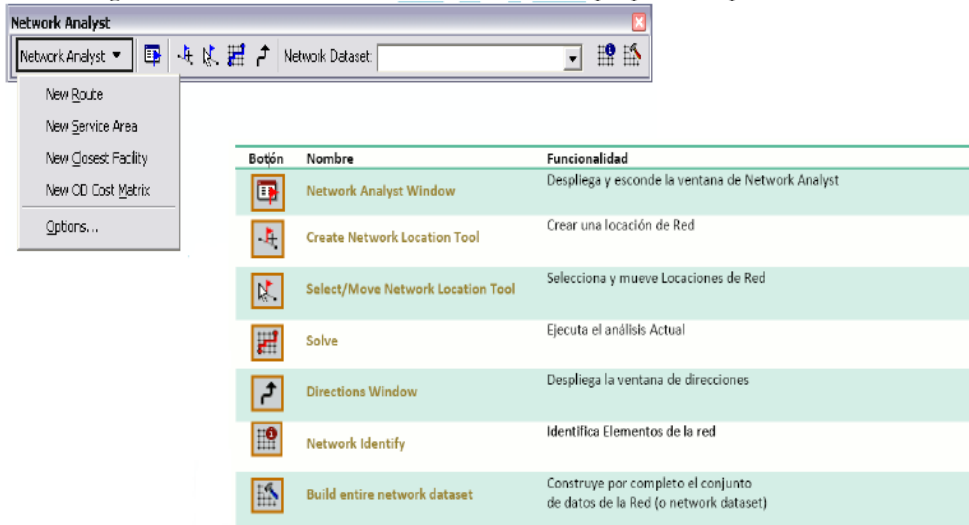 Network Analyst
Network Analyst
Network Dataset:
New Route
New Service Area
New Closest Facility
New OD Cost Matrix
Options...
Botón Nombre Funcionalidad
Network Analyst Window Despliega y esconde la ventana de Network Analyst
Create Network Location Tool Crear una locación de Red
Select/Move Network Location Tool Selecciona y mueve Locaciones de Red
Solve Ejecuta el análisis Actual
Directions Window Despliega la ventana de direcciones
Network Identify Identifica Elementos de la red
Build entire network dataset Construye por completo el conjunto
de datos de la Red (o network dataset)